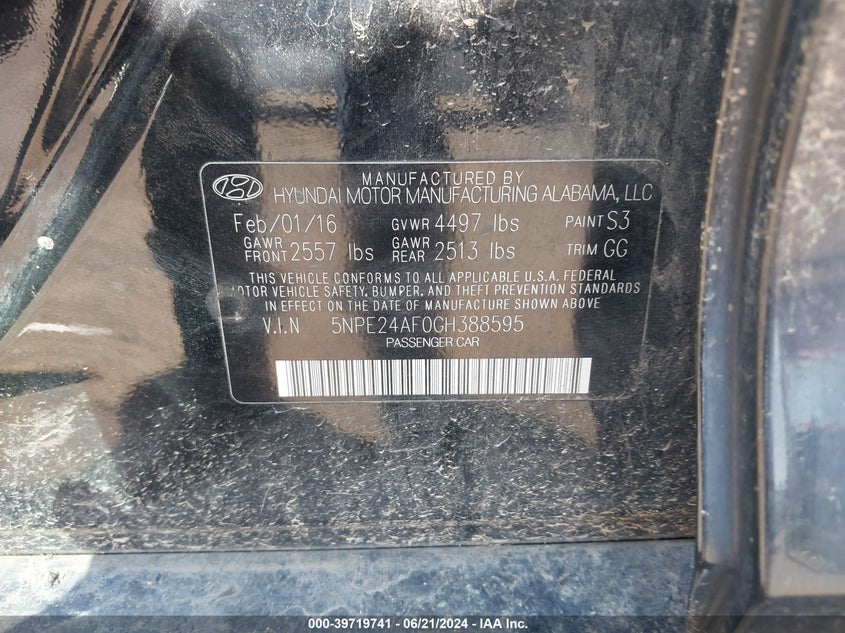 MANUFACTURED BY
HYUNDAI MOTOR MANUFACTURING ALABAMA, LLC
Feb/01/16 GVWR 4497 lbs PAINT S3
GAWR FRONT 2557 lbs GAWR REAR 2513 lbs TRIM GG
THIS VEHICLE CONFORMS TO ALL APPLICABLE U.S.A. FEDERAL
MOTOR VEHICLE SAFETY, BUMPER, AND THEFT PREVENTION STANDARDS
IN EFFECT ON THE DATE OF MANUFACTURE SHOWN ABOVE
V.I.N 5NPE24AF0GH388595
PASSENGER CAR
000-39719741 - 06/21/2024 - IAA Inc.